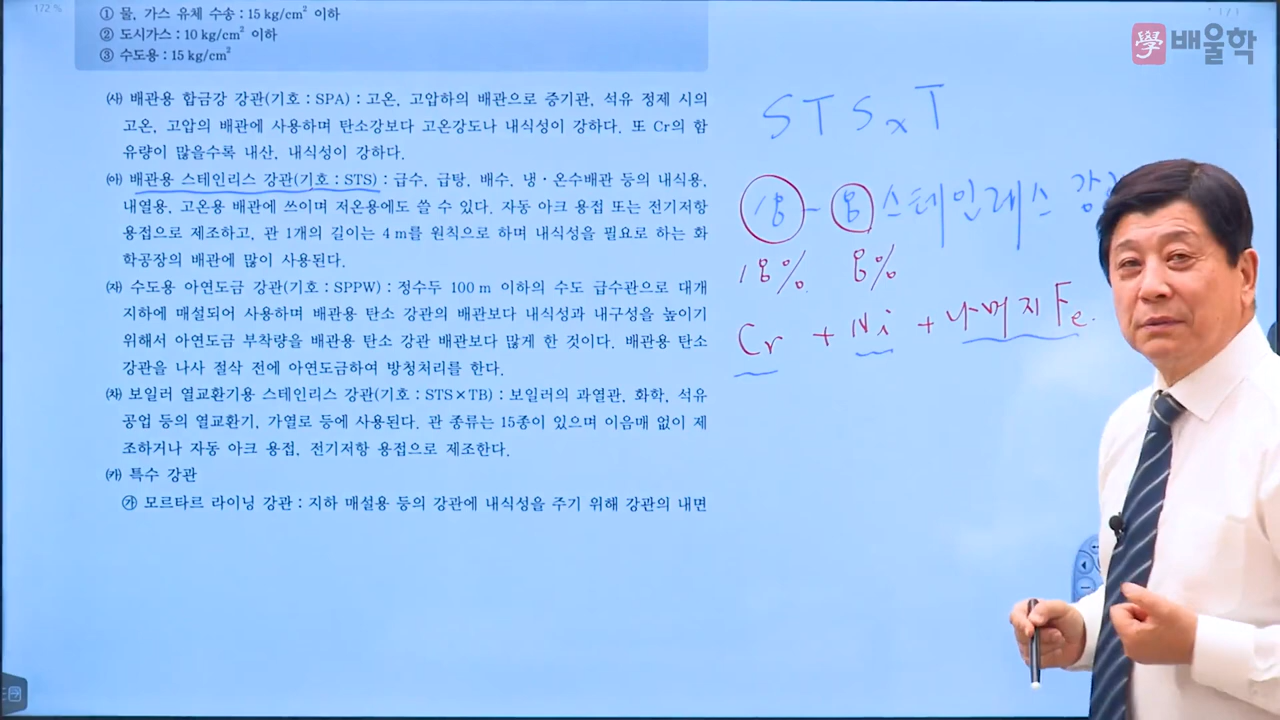 172 %
① 물, 가스 유체 수송 : 15 kg/cm² 이하
② 도시가스 : 10 kg/cm² 이하
③ 수도용 : 15 kg/cm²
學 배울학
㈔ 배관용 합금강 강관(기호 : SPA) : 고온, 고압하의 배관으로 증기관, 석유 정제 시의
고온, 고압의 배관에 사용하며 탄소강보다 고온강도나 내식성이 강하다. 또 Cr의 함
유량이 많을수록 내산, 내식성이 강하다.
㈕ 배관용 스테인리스 강관(기호 : STS) : 급수, 급탕, 배수, 냉·온수배관 등의 내식용,
내열용, 고온용 배관에 쓰이며 저온용에도 쓸 수 있다. 자동 아크 용접 또는 전기저항
용접으로 제조하고, 관 1개의 길이는 4 m를 원칙으로 하며 내식성을 필요로 하는 화
학공장의 배관에 많이 사용된다.
㈖ 수도용 아연도금 강관(기호 : SPPW) : 정수두 100 m 이하의 수도 급수관으로 대개
지하에 매설되어 사용하며 배관용 탄소 강관의 배관보다 내식성과 내구성을 높이기
위해서 아연도금 부착량을 배관용 탄소 강관 배관보다 많게 한 것이다. 배관용 탄소
강관을 나사 절삭 전에 아연도금하여 방청처리를 한다.
㈗ 보일러 열교환기용 스테인리스 강관(기호 : STS×TB) : 보일러의 과열관, 화학, 석유
공업 등의 열교환기, 가열로 등에 사용된다. 관 종류는 15종이 있으며 이음매 없이 제
조하거나 자동 아크 용접, 전기저항 용접으로 제조한다.
㈘ 특수 강관
㉮ 모르타르 라이닝 강관 : 지하 매설용 등의 강관에 내식성을 주기 위해 강관의 내면
STS×T
18-8 스테인레스 강
18% 8%
Cr + Ni + 나머지 Fe.